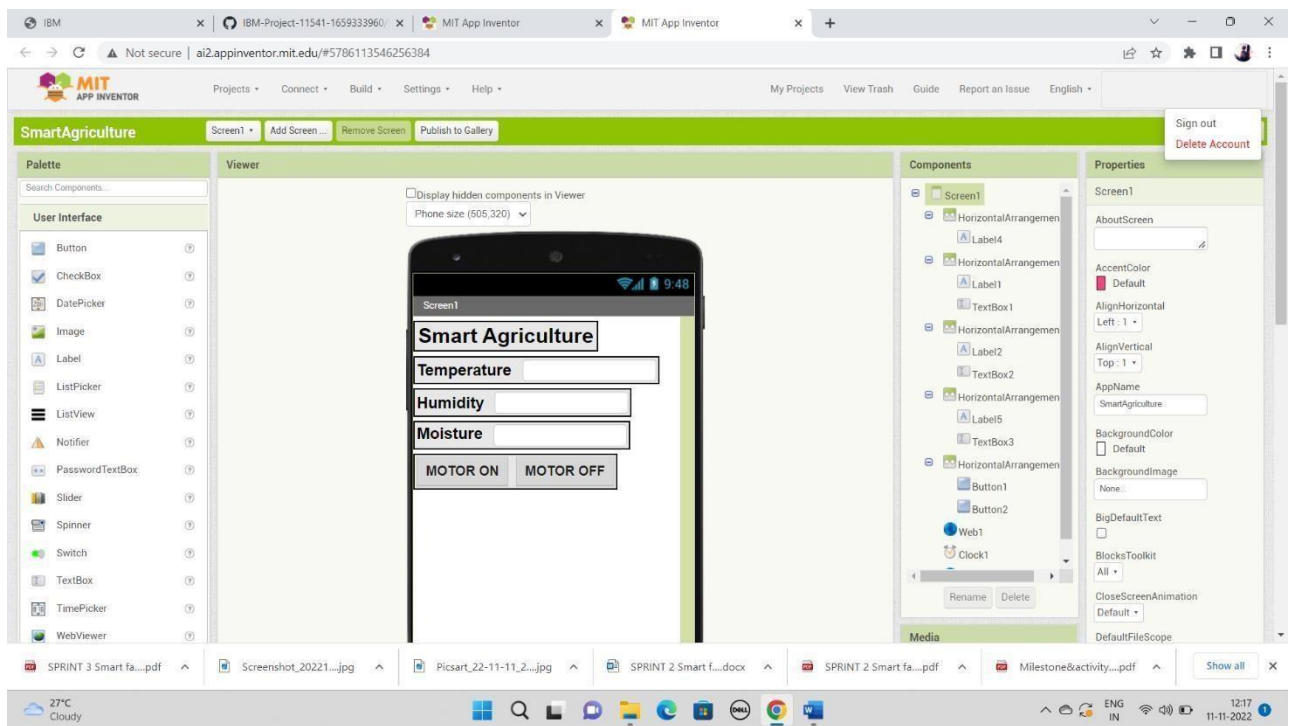 IBM
IBM-Project-11541-1659333960/
MIT App Inventor
MIT App Inventor
Not secure | ai2.appinventor.mit.edu/#5786113546256384
MIT
APP INVENTOR
Projects
Connect
Build
Settings
Help
My Projects
View Trash
Guide
Report an Issue
English
Sign out
Delete Account
SmartAgriculture
Screen1
Add Screen ...
Remove Screen
Publish to Gallery
Palette
Search Components...
User Interface
Button
CheckBox
DatePicker
Image
Label
ListPicker
ListView
Notifier
PasswordTextBox
Slider
Spinner
Switch
TextBox
TimePicker
WebViewer
Viewer
Display hidden components in Viewer
Phone size (505,320)
9:48
Screen1
Smart Agriculture
Temperature
Humidity
Moisture
MOTOR ON
MOTOR OFF
Components
Screen1
HorizontalArrangemen
Label4
HorizontalArrangemen
Label1
TextBox1
HorizontalArrangemen
Label2
TextBox2
HorizontalArrangemen
Label5
TextBox3
HorizontalArrangemen
Button1
Button2
Web1
Clock1
Rename
Delete
Media
Properties
Screen1
AboutScreen
AccentColor
Default
AlignHorizontal
Left : 1
AlignVertical
Top : 1
AppName
SmartAgriculture
BackgroundColor
Default
BackgroundImage
None...
BigDefaultText
BlocksToolkit
All
CloseScreenAnimation
Default
DefaultFileScope
SPRINT 3 Smart fa....pdf
Screenshot_20221....jpg
Picsart_22-11-11_2....jpg
SPRINT 2 Smart f....docx
SPRINT 2 Smart fa....pdf
Milestone&activity....pdf
Show all
27°C
Cloudy
DELL
ENG
IN
12:17
11-11-2022
1